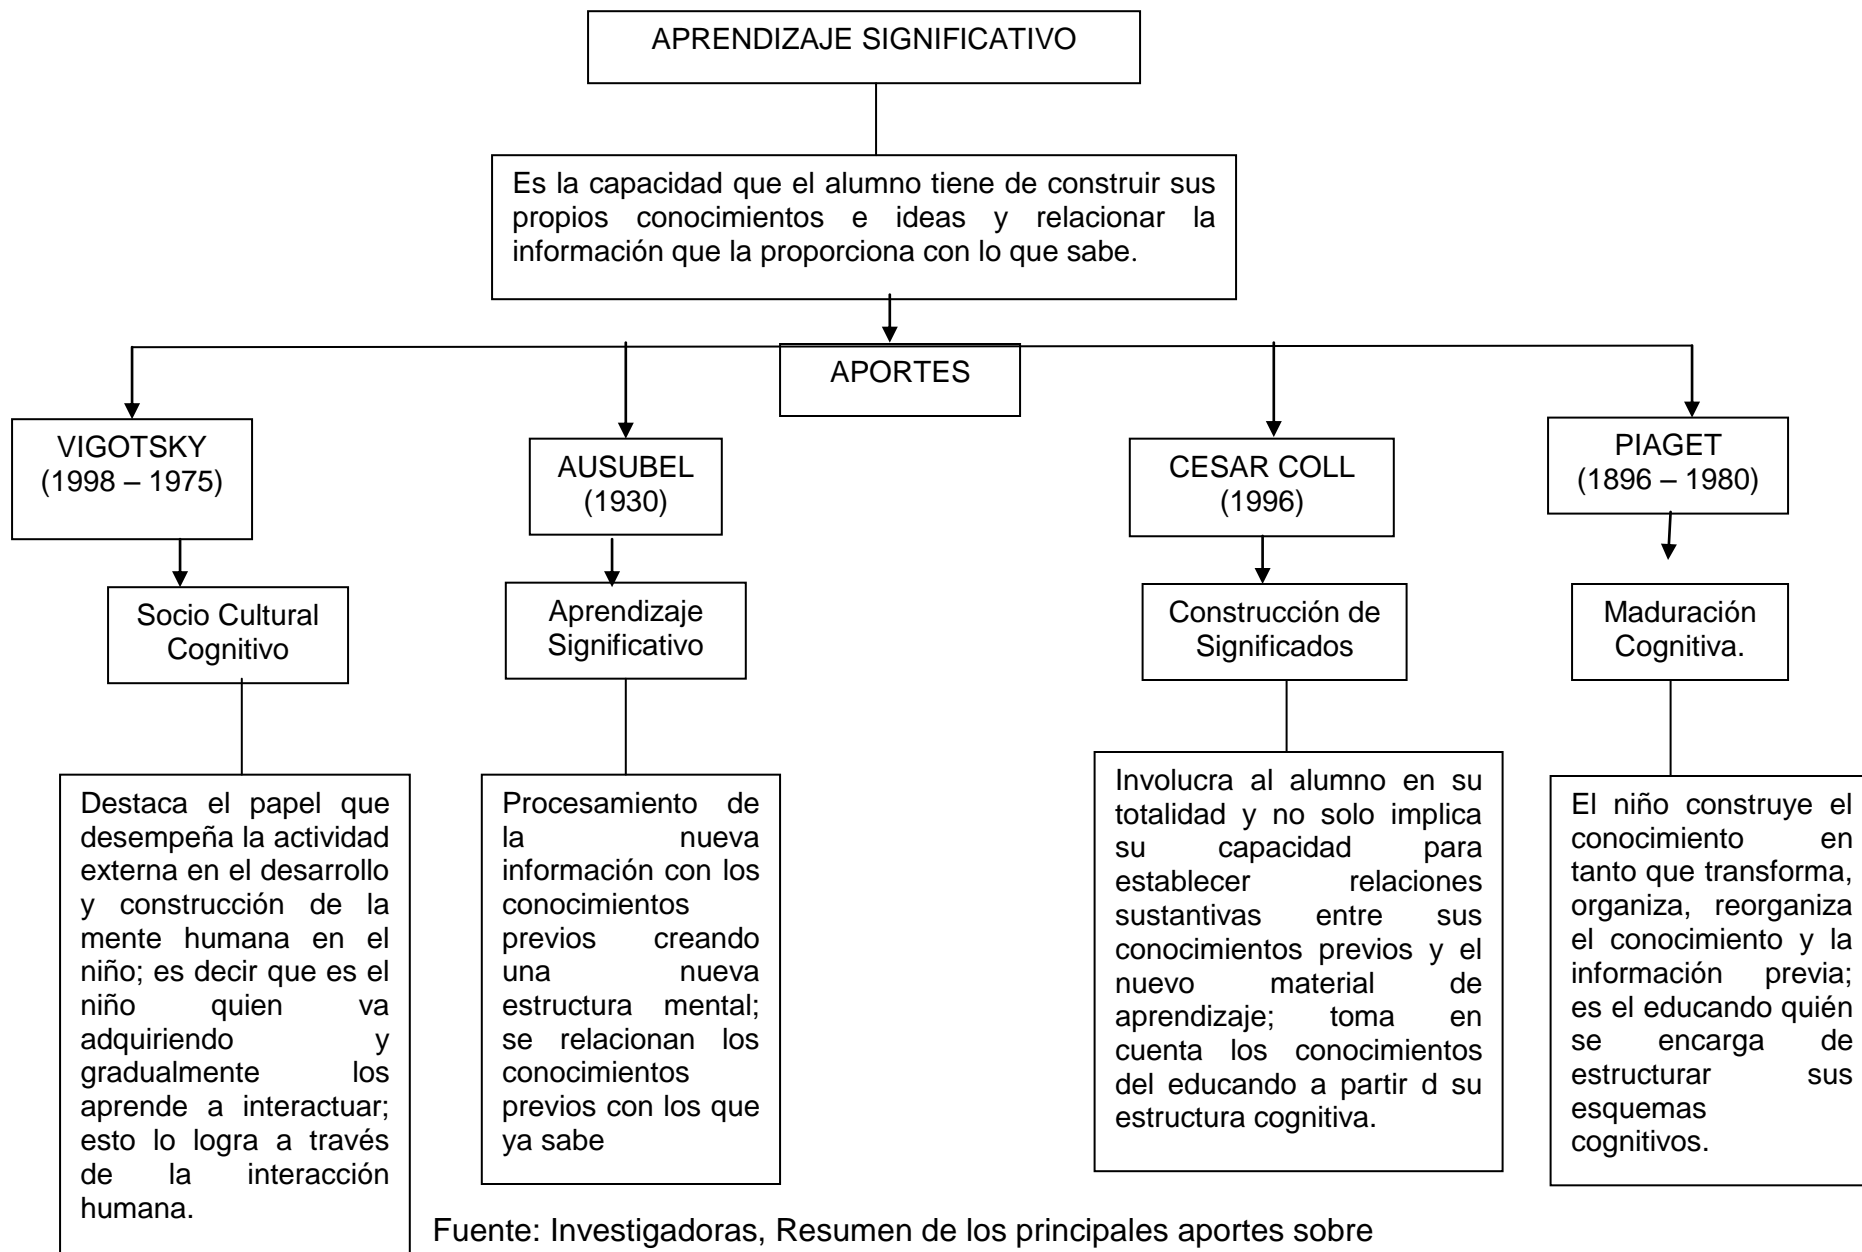 APRENDIZAJE SIGNIFICATIVO
Es la capacidad que el alumno tiene de construir sus
propios conocimientos e ideas y relacionar la
información que la proporciona con lo que sabe.
APORTES
VIGOTSKY
(1998 – 1975)
AUSUBEL
(1930)
CESAR COLL
(1996)
PIAGET
(1896 – 1980)
Socio Cultural
Cognitivo
Aprendizaje
Significativo
Construcción de
Significados
Maduración
Cognitiva.
Destaca el papel que
desempeña la actividad
externa en el desarrollo
y construcción de la
mente humana en el
niño; es decir que es el
niño quien va
adquiriendo y
gradualmente los
aprende a interactuar;
esto lo logra a través
de la interacción
humana.
Procesamiento de
la nueva
información con los
conocimientos
previos creando
una nueva
estructura mental;
se relacionan los
conocimientos
previos con los que
ya sabe
Involucra al alumno en su
totalidad y no solo implica
su capacidad para
establecer relaciones
sustantivas entre sus
conocimientos previos y el
nuevo material de
aprendizaje; toma en
cuenta los conocimientos
del educando a partir d su
estructura cognitiva.
El niño construye el
conocimiento en
tanto que transforma,
organiza, reorganiza
el conocimiento y la
información previa;
es el educando quién
se encarga de
estructurar sus
esquemas
cognitivos.
Fuente: Investigadoras, Resumen de los principales aportes sobre